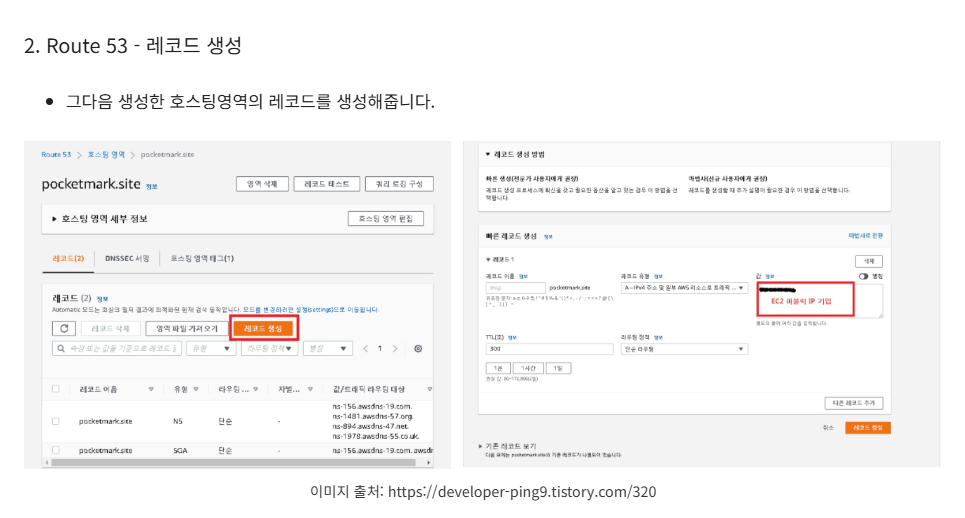 2. Route 53 - 레코드 생성
그다음 생성한 호스팅영역의 레코드를 생성해줍니다.
Route 53 > 호스팅 영역 > pocketmark.site
pocketmark.site 정보
영역 삭제 레코드 테스트 쿼리 로깅 구성
▶ 호스팅 영역 세부 정보
호스팅 영역 편집
레코드(2) DNSSEC 서명 호스팅 영역 태그(1)
레코드 (2) 정보
Automatic 모드는 최상의 필터 결과에 최적화된 현재 검색 동작입니다. 모드를 변경하려면 설정(settings)으로 이동됩니다.
레코드 삭제 영역 파일 가져오기 레코드 생성
속성 또는 값을 기준으로 레코드 유형 라우팅 정책 별칭 < 1 >
레코드 이름 유형 라우팅 ... 차별... 값/트래픽 라우팅 대상
pocketmark.site NS 단순 -
ns-156.awsdns-19.com.
ns-1481.awsdns-57.org.
ns-894.awsdns-47.net.
ns-1978.awsdns-55.co.uk.
pocketmark.site SOA 단순 - ns-156.awsdns-19.com. awsdr
▼ 레코드 생성 방법
빠른 생성(전문가 사용자에게 권장)
레코드 생성 프로세스에 확신을 갖고 필요한 옵션을 알고 있는 경우 이 방법을 선택합니다.
마법사(신규 사용자에게 권장)
레코드를 생성할 때 추가 설명이 필요한 경우 이 방법을 선택합니다.
빠른 레코드 생성 정보
마법사로 전환
▼ 레코드 1
삭제
레코드 이름 정보
pocketmark.site
레코드 유형 정보
A – IPv4 주소 및 일부 AWS 리소스로 트래픽 ...
값 정보
별칭
EC2 퍼블릭 IP 기입
별도의 줄에 여러 값을 입력합니다.
TTL(초) 정보
300
라우팅 정책 정보
단순 라우팅
1분 1시간 1일
다른 레코드 추가
취소 레코드 생성
▶ 기존 레코드 보기
다음 표에는 pocketmark.site의 기존 레코드가 나열되어 있습니다.
이미지 출처: https://developer-ping9.tistory.com/320